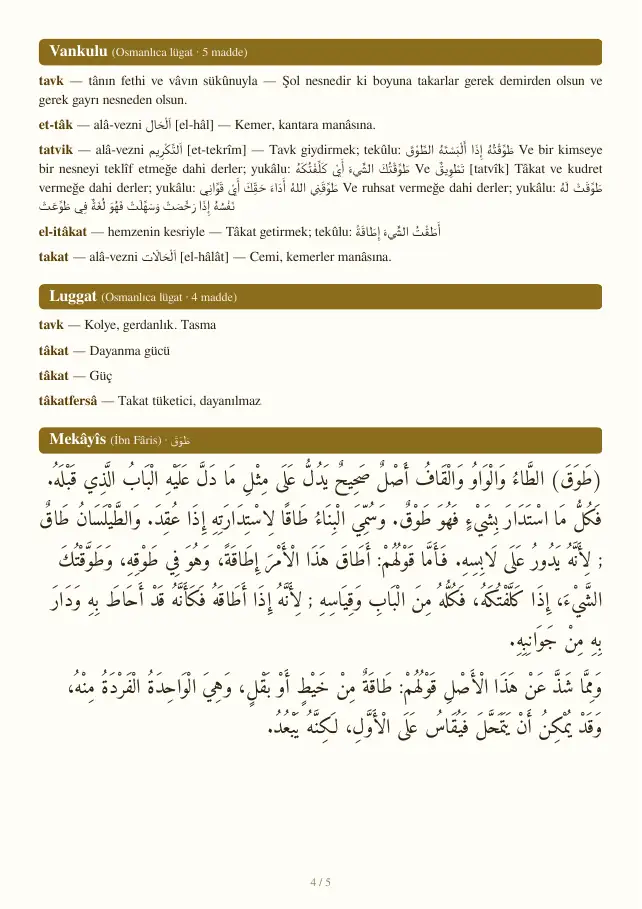 Vankulu (Osmanlıca lügat · 5 madde)
tavk — tânın fethi ve vâvın sükûnuyla — Şol nesnedir ki boyuna takarlar gerek demirden olsun ve
gerek gayrı nesneden olsun.
et-tâk — alâ-vezni اَلْحَال [el-hâl] — Kemer, kantara manâsına.
tatvik — alâ-vezni اَلتَّكْرِيم [et-tekrîm] — Tavk giydirmek; tekûlu: طَوَّقْتُهُ إِذَا أَلْبَسْتَهُ الطَّوْقَ Ve bir kimseye
bir nesneyi teklîf etmeğe dahi derler; yukâlu: طَوَّقْتُكَ الشَّيْءَ أَيْ كَلَّفْتُكَهُ Ve تَطْوِيقٌ [tatvîk] Tâkat ve kudret
vermeğe dahi derler; yukâlu: طَوَّقَنِي اللهُ أَدَاءَ حَقِّكَ أَيْ قَوَّانِي Ve ruhsat vermeğe dahi derler; yukâlu: طَوَّقَتْ لَهُ
نَفْسُهُ إِذَا رَخَّصَتْ وَسَهَّلَتْ فَهُوَ لُغَةٌ فِي طَوَّعَتْ
el-itâkat — hemzenin kesriyle — Tâkat getirmek; tekûlu: أَطَقْتُ الشَّيْءَ إِطَاقَةً
takat — alâ-vezni اَلْحَالَات [el-hâlât] — Cemi, kemerler manâsına.
Luggat (Osmanlıca lügat · 4 madde)
tavk — Kolye, gerdanlık. Tasma
tâkat — Dayanma gücü
tâkat — Güç
tâkatfersâ — Takat tüketici, dayanılmaz
Mekâyîs (İbn Fâris) · طَوَقَ
(طَوَقَ) الطَّاءُ وَالْوَاوُ وَالْقَافُ أَصْلٌ صَحِيحٌ يَدُلُّ عَلَى مِثْلِ مَا دَلَّ عَلَيْهِ الْبَابُ الَّذِي قَبْلَهُ.
فَكُلُّ مَا اسْتَدَارَ بِشَيْءٍ فَهُوَ طَوْقٌ. وَسُمِّيَ الْبِنَاءُ طَاقًا لِاسْتِدَارَتِهِ إِذَا عُقِدَ. وَالطَّيْلَسَانُ طَاقٌ
; لِأَنَّهُ يَدُورُ عَلَى لَابِسِهِ. فَأَمَّا قَوْلُهُمْ: أَطَاقَ هَذَا الْأَمْرَ إِطَاقَةً، وَهُوَ فِي طَوْقِهِ، وَطَوَّقْتُكَ
الشَّيْءَ، إِذَا كَلَّفْتُكَهُ، فَكُلُّهُ مِنَ الْبَابِ وَقِيَاسِهِ ; لِأَنَّهُ إِذَا أَطَاقَهُ فَكَأَنَّهُ قَدْ أَحَاطَ بِهِ وَدَارَ
بِهِ مِنْ جَوَانِبِهِ.
وَمِمَّا شَذَّ عَنْ هَذَا الْأَصْلِ قَوْلُهُمْ: طَاقَةٌ مِنْ خَيْطٍ أَوْ بَقْلٍ، وَهِيَ الْوَاحِدَةُ الْفَرْدَةُ مِنْهُ،
وَقَدْ يُمْكِنُ أَنْ يَتَمَحَّلَ فَيُقَاسُ عَلَى الْأَوَّلِ، لَكِنَّهُ يَبْعُدُ.
4 / 5